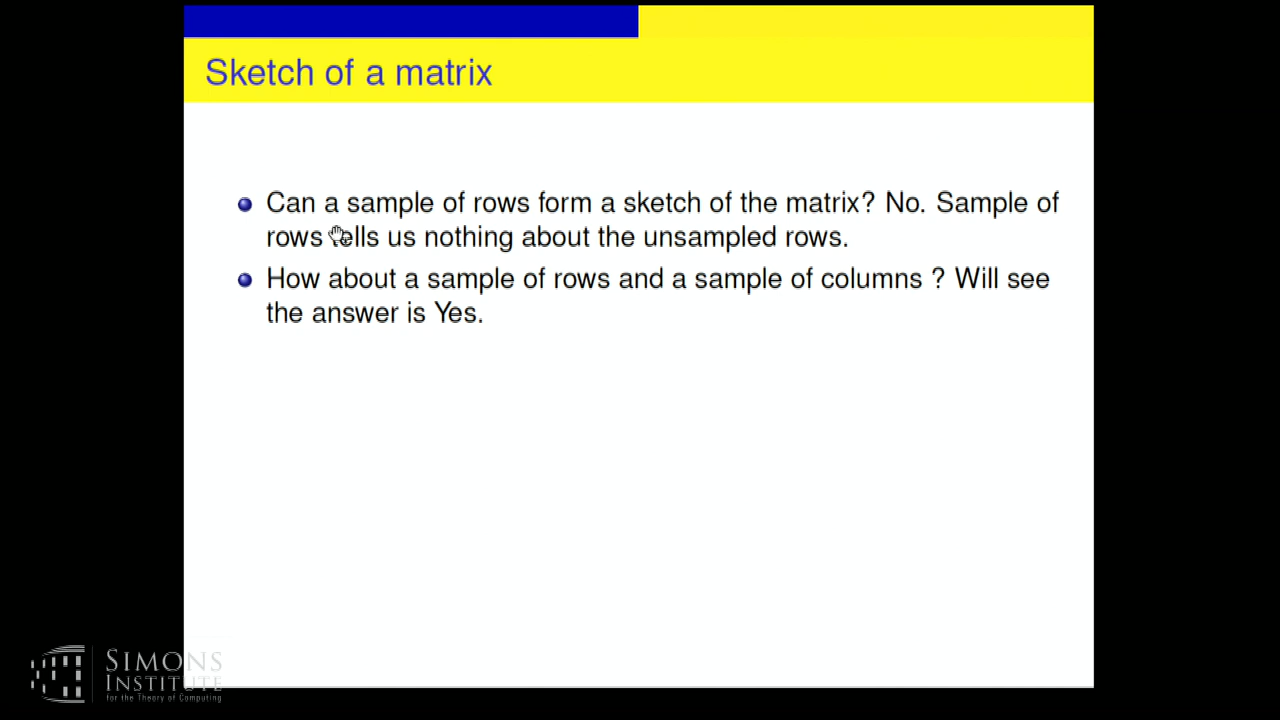 Sketch of a matrix
Can a sample of rows form a sketch of the matrix? No. Sample of
rows tells us nothing about the unsampled rows.
How about a sample of rows and a sample of columns ? Will see
the answer is Yes.
SIMONS
INSTITUTE
for the Theory of Computing